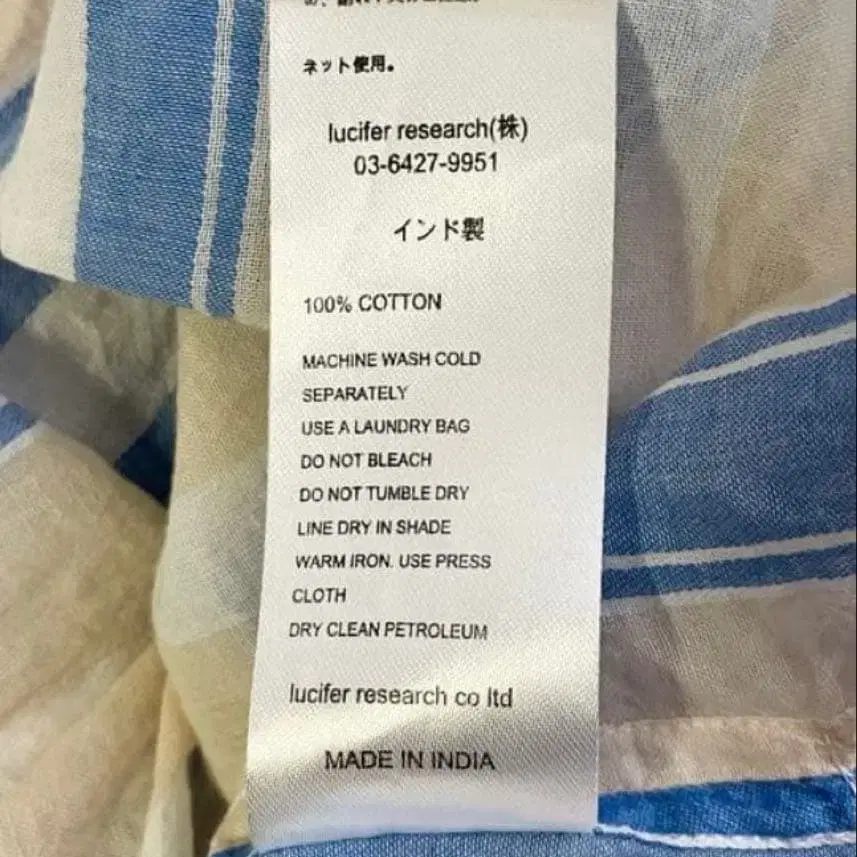 ネット使用。
lucifer research(株)
03-6427-9951
インド製
100% COTTON
MACHINE WASH COLD
SEPARATELY
USE A LAUNDRY BAG
DO NOT BLEACH
DO NOT TUMBLE DRY
LINE DRY IN SHADE
WARM IRON. USE PRESS
CLOTH
DRY CLEAN PETROLEUM
lucifer research co ltd
MADE IN INDIA